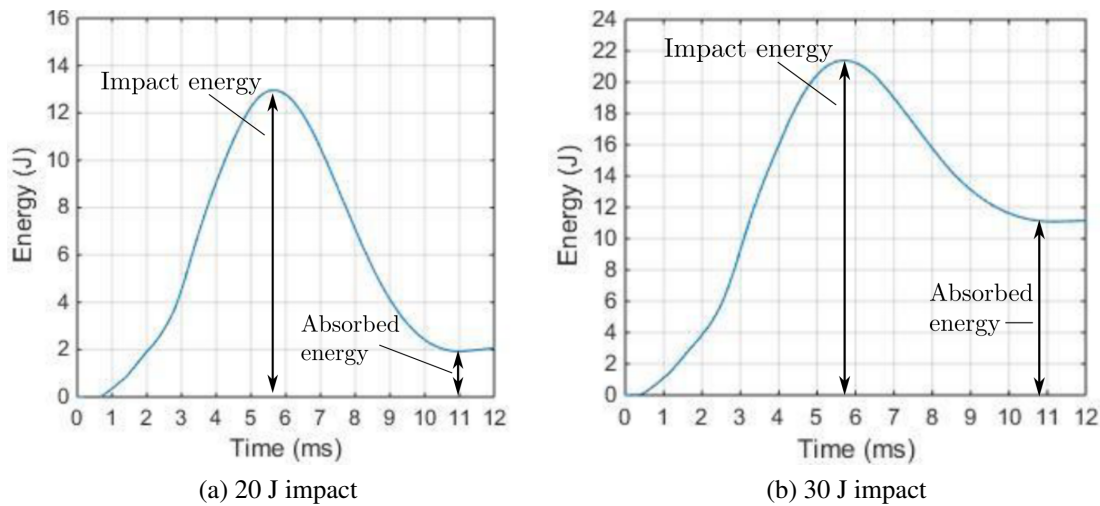 16
14
12
10
8
6
4
2
0
Energy (J)
Impact energy
Absorbed
energy
0 1 2 3 4 5 6 7 8 9 10 11 12
Time (ms)
(a) 20 J impact
24
22
20
18
16
14
12
10
8
6
4
2
0
Energy (J)
Impact energy
Absorbed
energy
0 1 2 3 4 5 6 7 8 9 10 11 12
Time (ms)
(b) 30 J impact